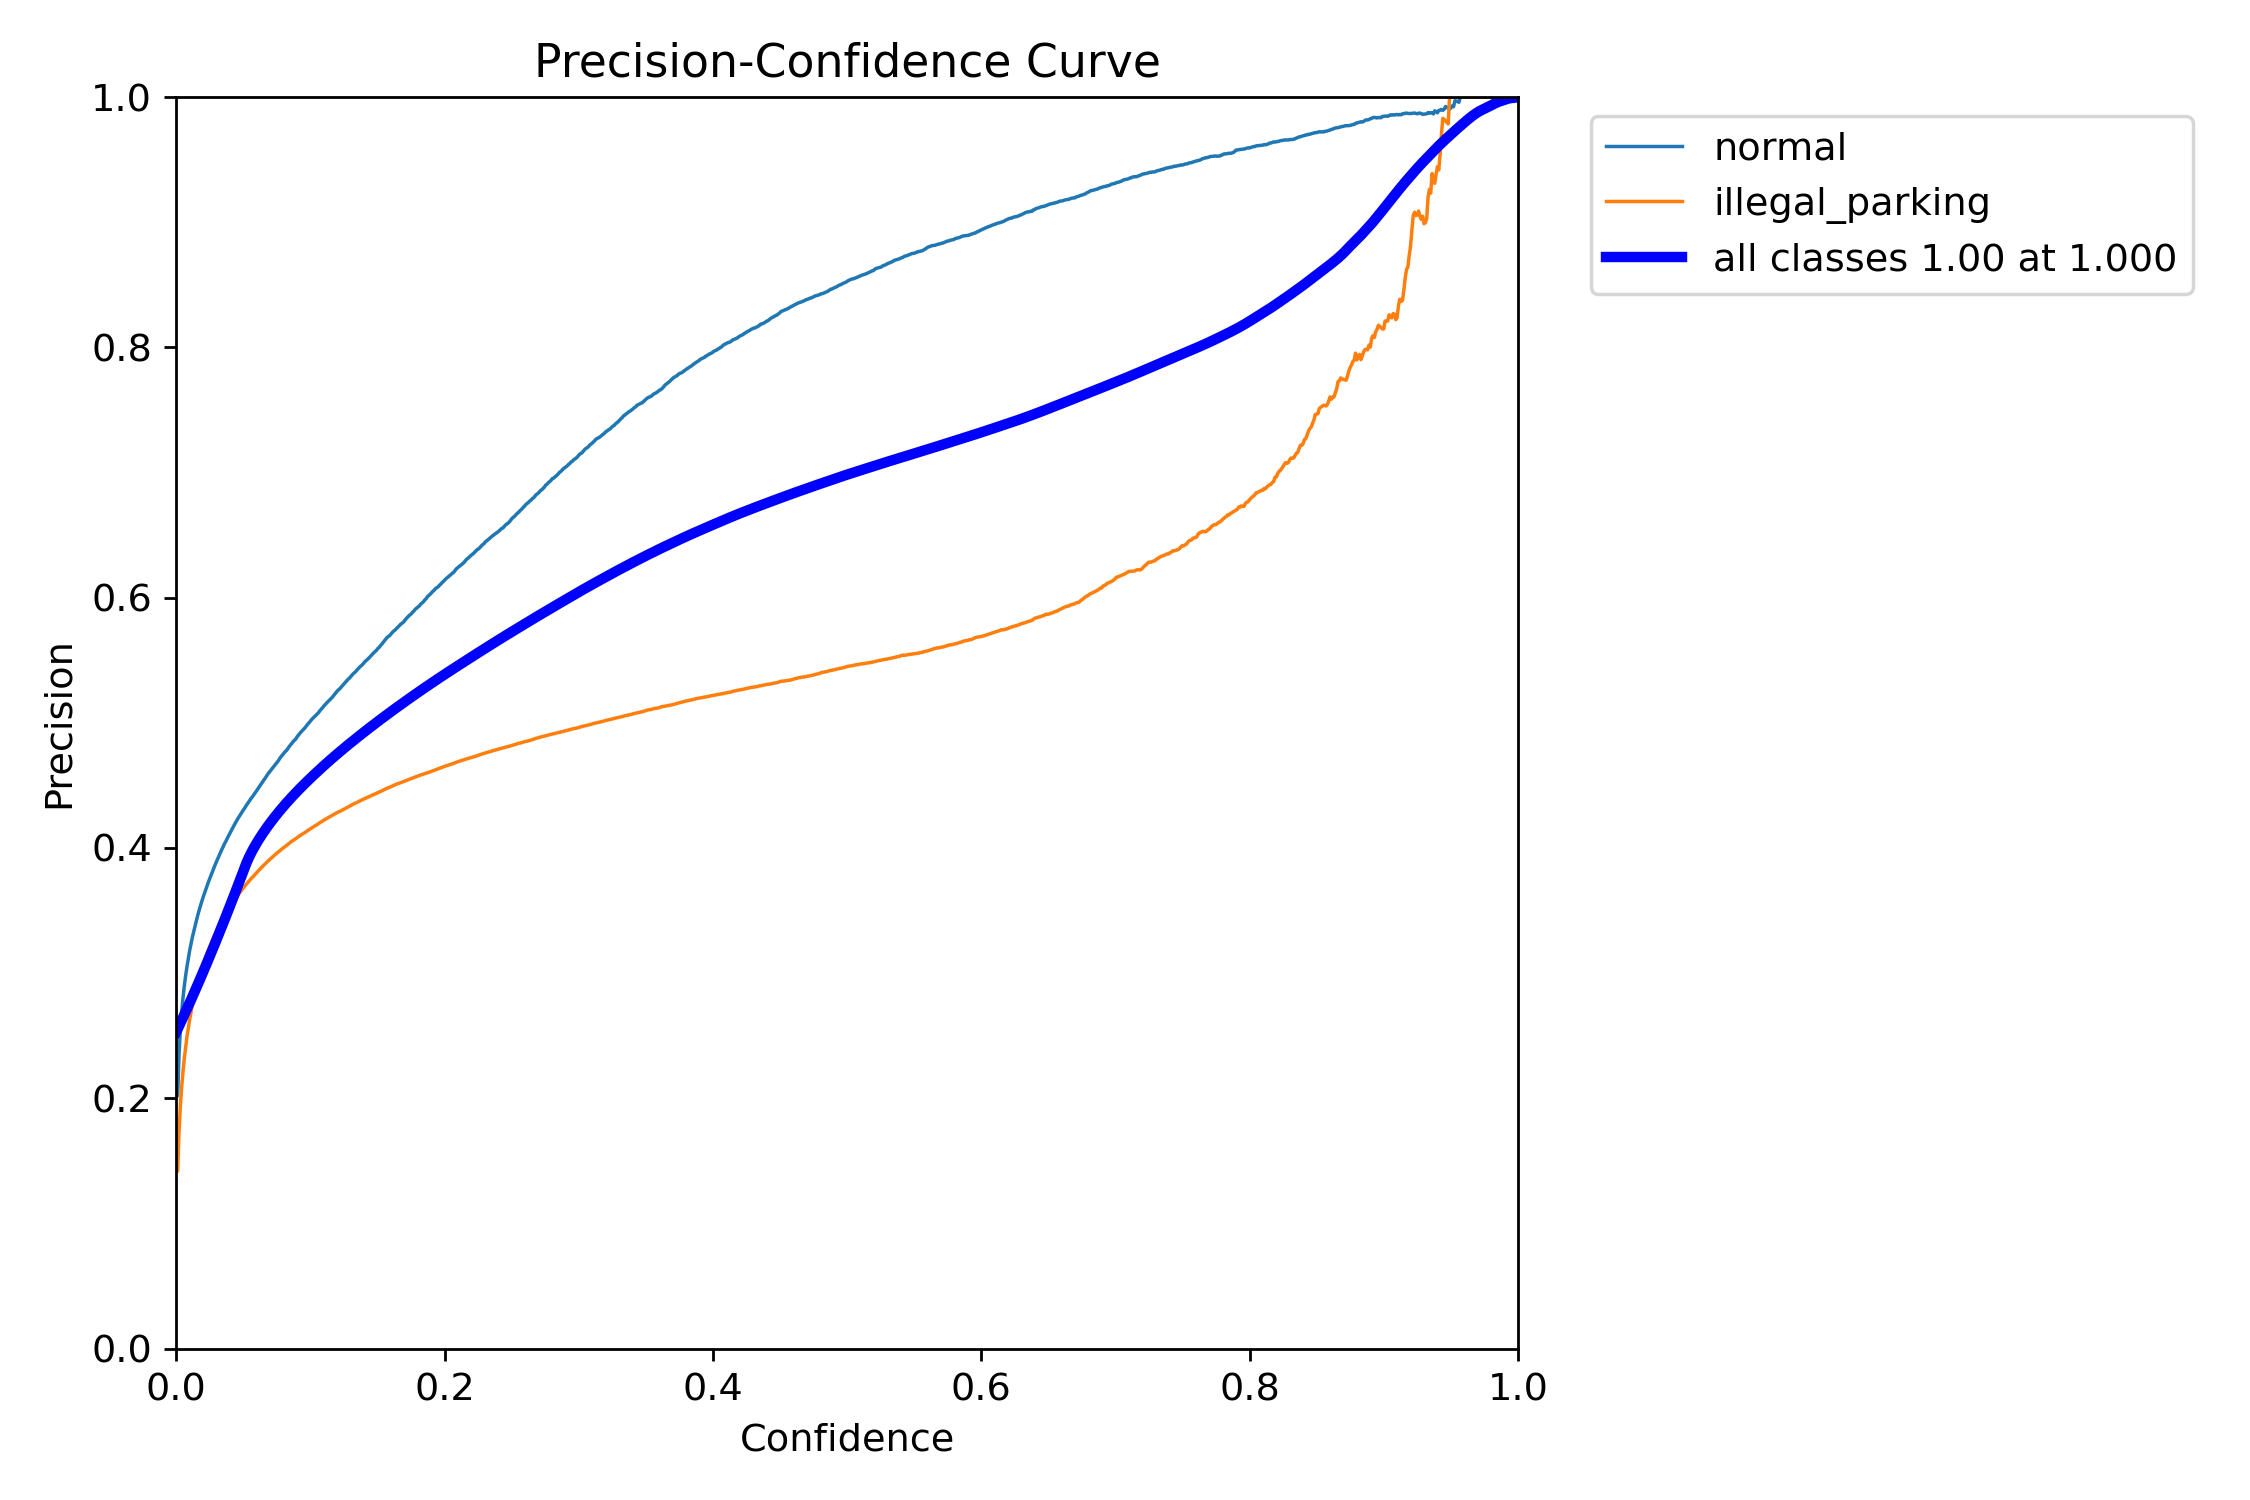 Precision-Confidence Curve
1.0
0.8
0.6
0.4
0.2
0.0
Precision
0.0 0.2 0.4 0.6 0.8 1.0
Confidence
normal
illegal_parking
all classes 1.00 at 1.000